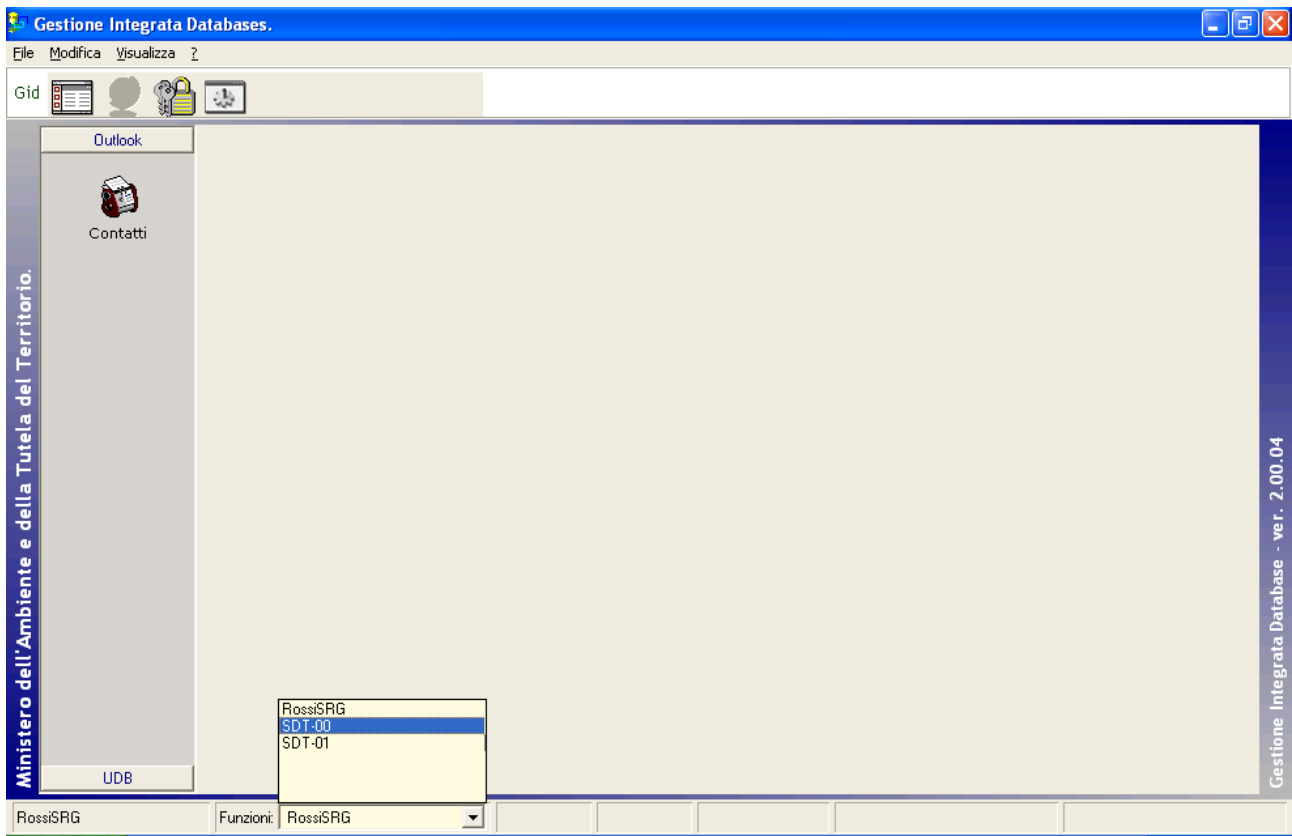 Gestione Integrata Databases.
File Modifica Visualizza ?
Gid
Outlook
Contatti
Ministero dell'Ambiente e della Tutela del Territorio.
Gestione Integrata Database - ver. 2.00.04
RossiSRG
SDT-00
SDT-01
UDB
RossiSRG Funzioni: RossiSRG